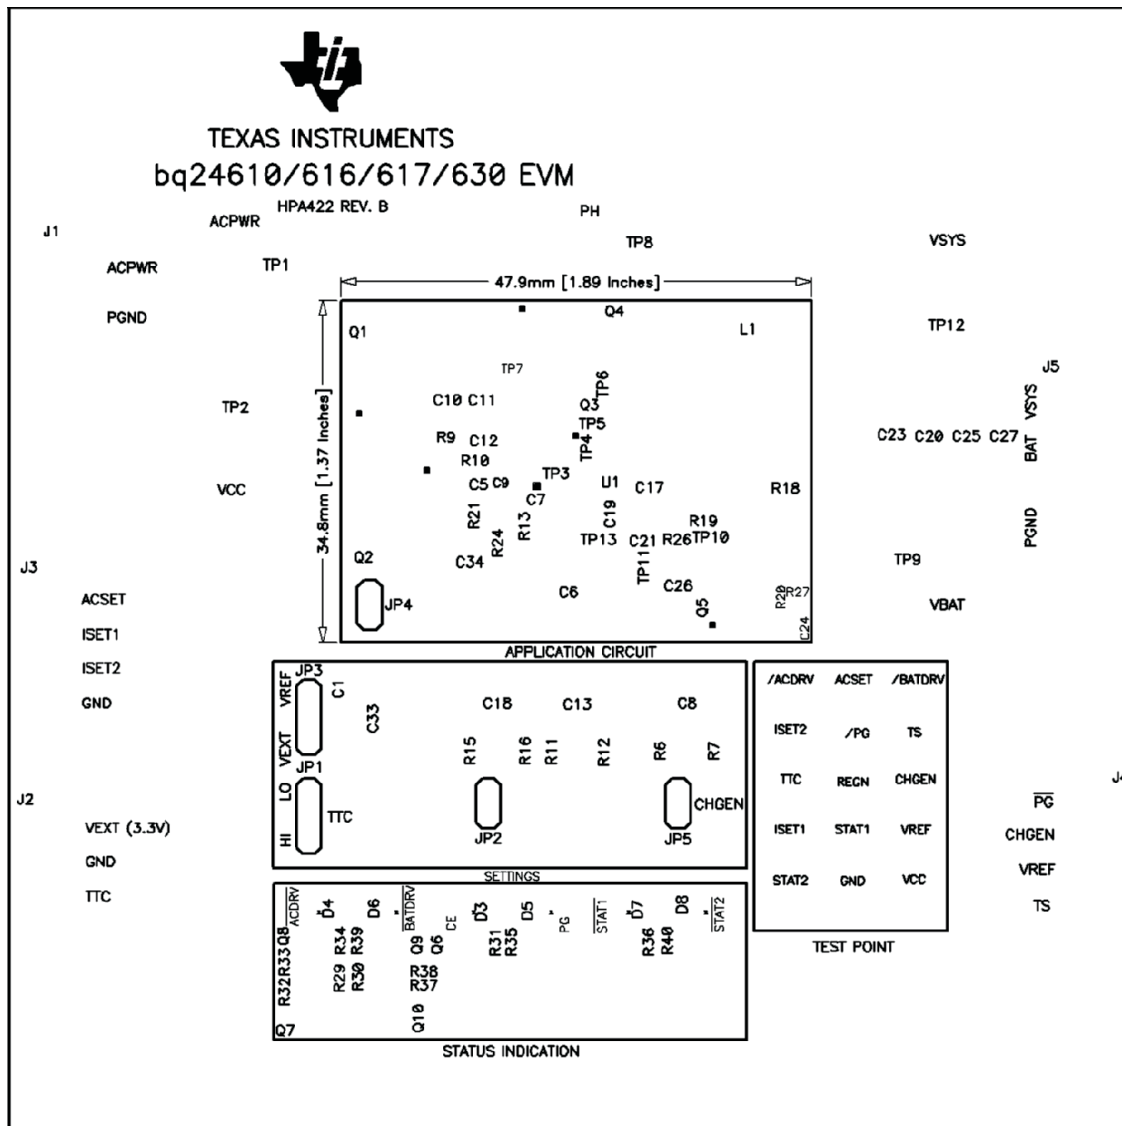 TEXAS INSTRUMENTS
bq24610/616/617/630 EVM
HPA422 REV. B
J1
ACPWR
TP1
ACPWR
PGND
PH
TP8
VSYS
TP12
J5
VSYS
BAT
PGND
C23 C20 C25 C27
TP9
VBAT
TP2
VCC
47.9mm [1.89 Inches]
34.8mm [1.37 Inches]
Q1
Q4
L1
TP7
TP6
C10 C11
Q3
TP5
TP4
R9
C12
R10
TP3
C5 C9
C7
U1
C17
R18
R21
R24
R13
C19
R19
TP13
C21 R26 TP10
TP11
Q2
C34
C6
C26
R20
R27
Q5
C24
JP4
APPLICATION CIRCUIT
J3
ACSET
ISET1
ISET2
GND
J2
VEXT (3.3V)
GND
TTC
JP3
VREF
VEXT
C1
C33
C18
C13
C8
R15
R16
R11
R12
R6
R7
JP1
LO
HI
TTC
JP2
JP5
CHGEN
SETTINGS
/ACDRV ACSET /BATDRV
ISET2 /PG TS
TTC REGN CHGEN
ISET1 STAT1 VREF
STAT2 GND VCC
TEST POINT
J4
PG
CHGEN
VREF
TS
ACDRV
D4
D6
BATDRV
CE
D3
D5
PG
STAT1
D7
D8
STAT2
Q8
R33
R32
R34
R39
R29
R30
Q9
Q6
R38
R37
R31
R35
R36
R40
Q7
Q10
STATUS INDICATION